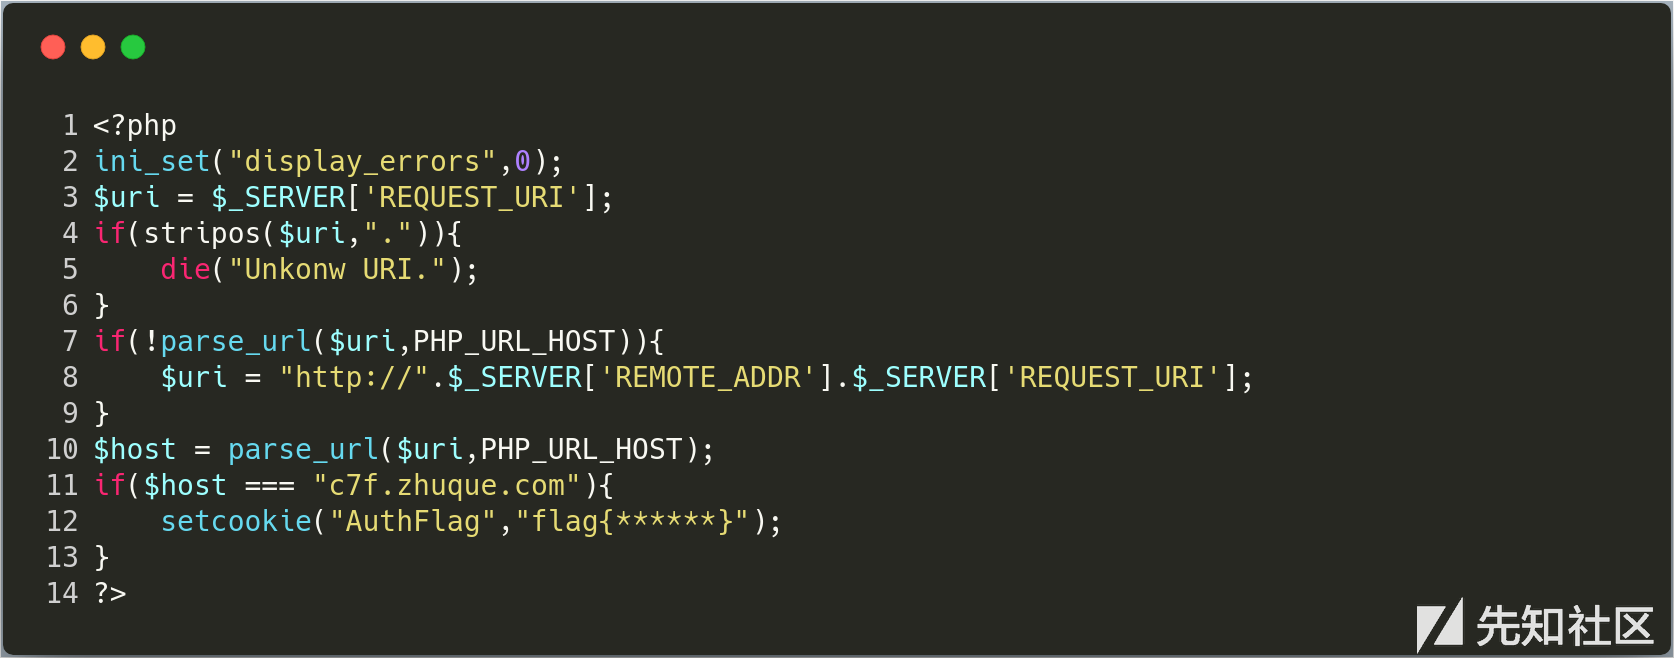 1 <?php
2 ini_set("display_errors",0);
3 $uri = $_SERVER['REQUEST_URI'];
4 if(stripos($uri,".")){
5     die("Unkonw URI.");
6 }
7 if(!parse_url($uri,PHP_URL_HOST)){
8     $uri = "http://".$_SERVER['REMOTE_ADDR'].$_SERVER['REQUEST_URI'];
9 }
10 $host = parse_url($uri,PHP_URL_HOST);
11 if($host === "c7f.zhuque.com"){
12     setcookie("AuthFlag","flag{******}");
13 }
14 ?>
先知社区